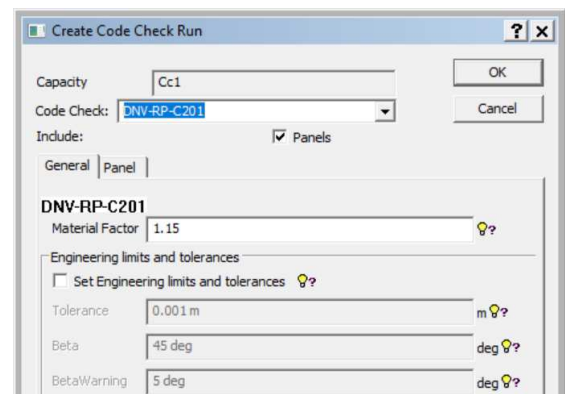 Create Code Check Run
? x
Capacity Cc1 OK
Code Check: DNV-RP-C201 Cancel
Include: Panels
General Panel
DNV-RP-C201
Material Factor 1.15 ?
Engineering limits and tolerances
Set Engineering limits and tolerances ?
Tolerance 0.001 m m ?
Beta 45 deg deg ?
BetaWarning 5 deg deg ?